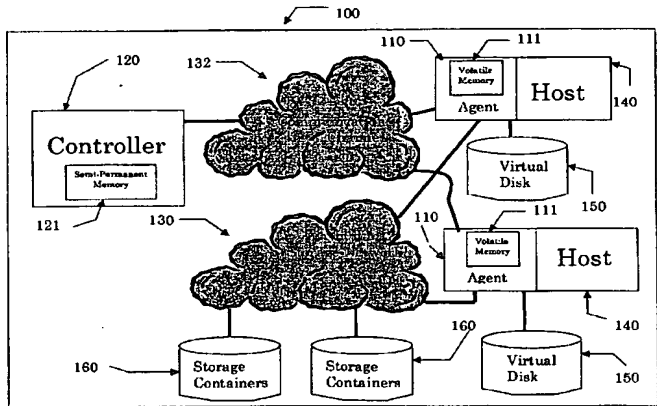 100
110
111
120
132
Volatile
Memory
Agent
Host
140
Controller
Semi-Permanent
Memory
121
Virtual
Disk
150
130
110
111
Volatile
Memory
Agent
Host
140
160
Storage
Containers
Storage
Containers
160
Virtual
Disk
150